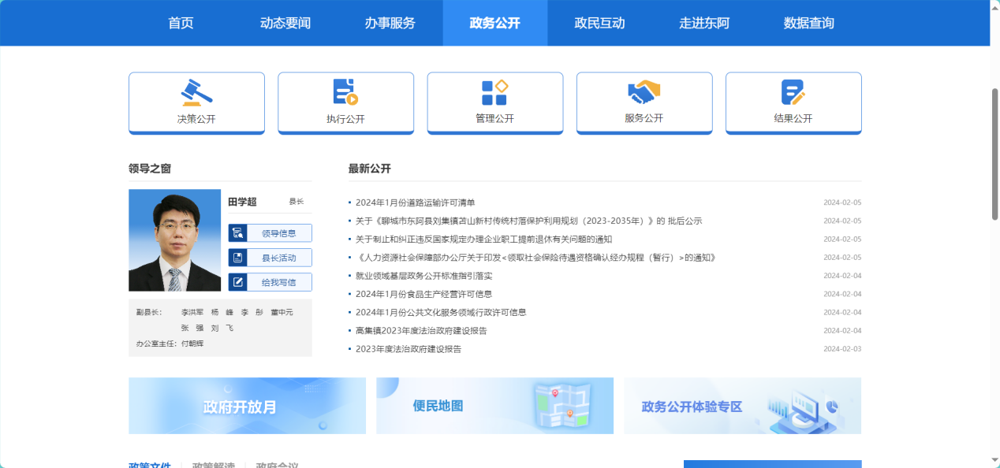 首页 动态要闻 办事服务 政务公开 政民互动 走进东阿 数据查询
决策公开 执行公开 管理公开 服务公开 结果公开
领导之窗
田学超 县长
领导信息
县长活动
给我写信
副县长： 李洪军 杨 峰 李 彤 董中元
张 强 刘 飞
办公室主任：付朝辉
最新公开
2024年1月份道路运输许可清单 2024-02-05
关于《聊城市东阿县刘集镇苫山新村传统村落保护利用规划（2023-2035年）》的 批后公示 2024-02-05
关于制止和纠正违反国家规定办理企业职工提前退休有关问题的通知 2024-02-05
《人力资源社会保障部办公厅关于印发<领取社会保险待遇资格确认经办规程（暂行）>的通知》 2024-02-05
就业领域基层政务公开标准指引落实 2024-02-04
2024年1月份食品生产经营许可信息 2024-02-04
2024年1月份公共文化服务领域行政许可信息 2024-02-04
高集镇2023年度法治政府建设报告 2024-02-04
2023年度法治政府建设报告 2024-02-03
政府开放月 便民地图 政务公开体验专区
政策文件 政策解读 政府会议